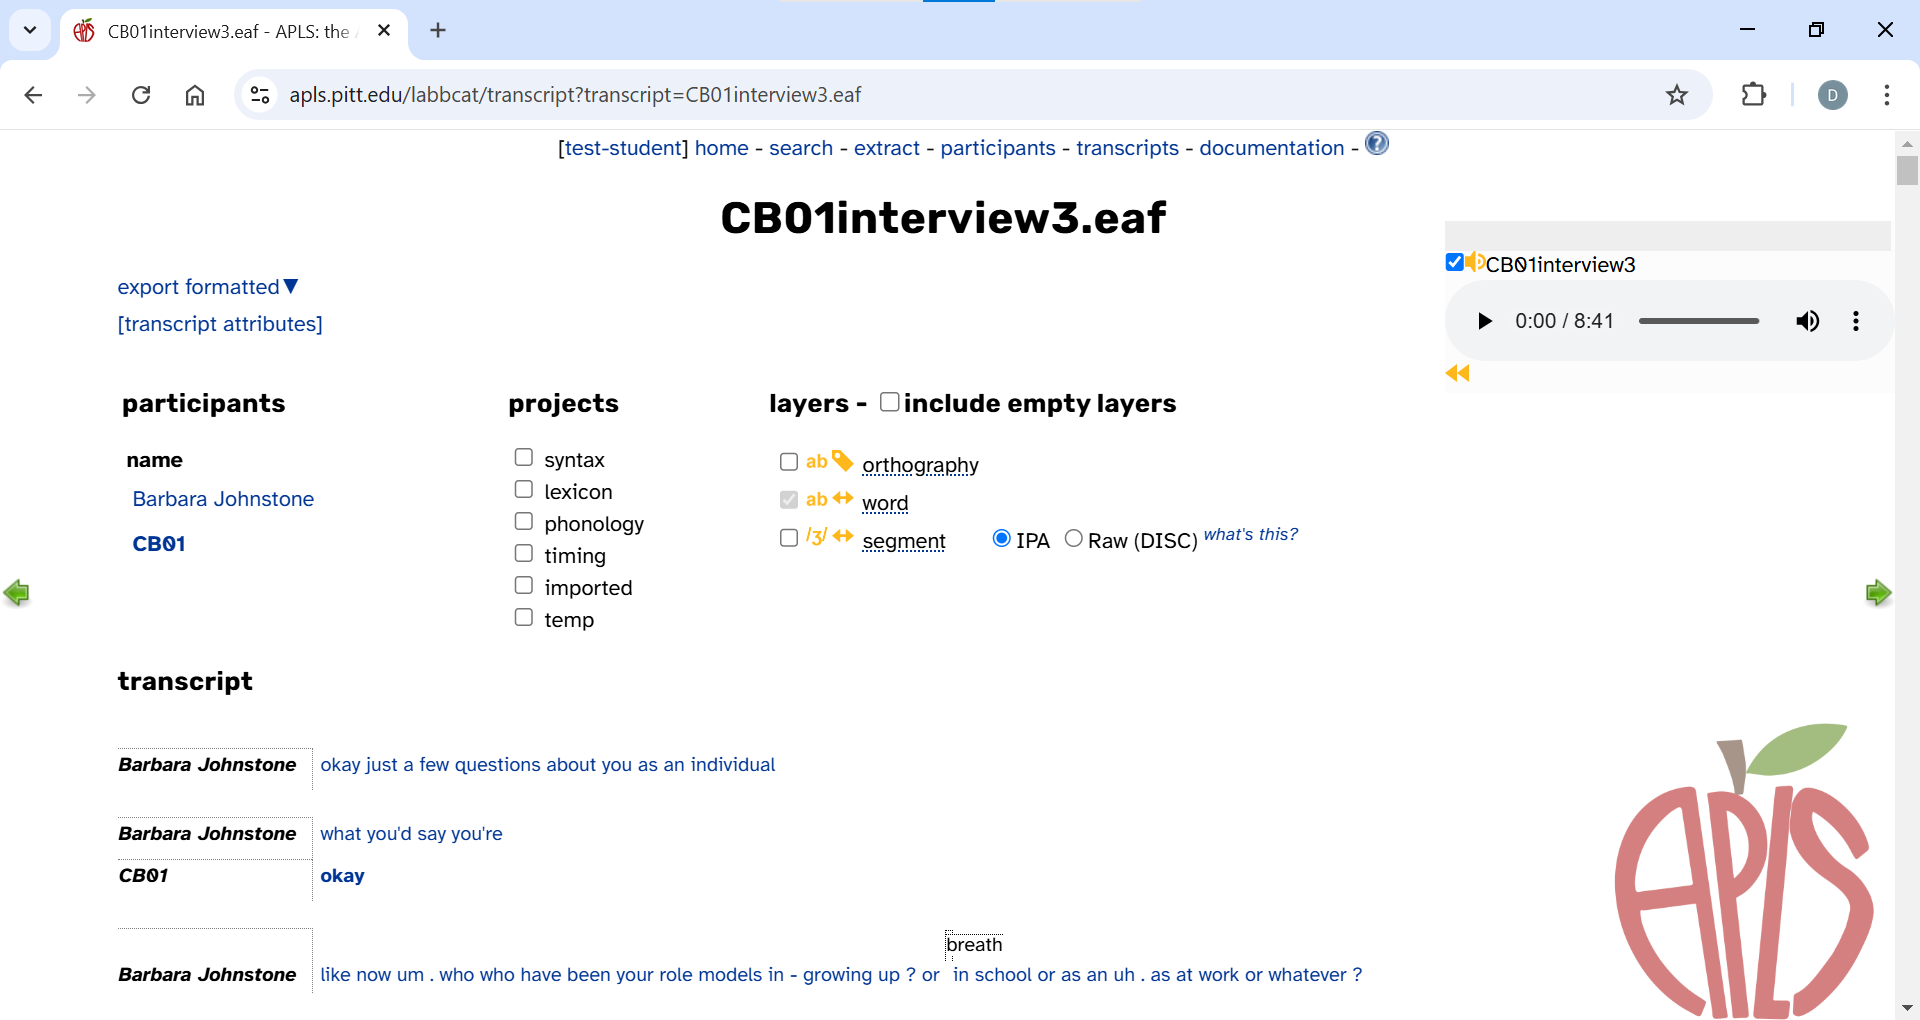 CB01interview3.eaf - APLS: the
apls.pitt.edu/labbcat/transcript?transcript=CB01interview3.eaf
D
[test-student] home - search - extract - participants - transcripts - documentation - ?
CB01interview3.eaf
CB01interview3
export formatted▼
[transcript attributes]
0:00 / 8:41
participants
projects
layers - include empty layers
name
Barbara Johnstone
CB01
syntax
lexicon
phonology
timing
imported
temp
ab orthography
ab word
/ʒ/ segment IPA Raw (DISC) what's this?
transcript
Barbara Johnstone okay just a few questions about you as an individual
Barbara Johnstone what you'd say you're
CB01 okay
breath
Barbara Johnstone like now um . who who have been your role models in - growing up ? or in school or as an uh . as at work or whatever ?
APLS